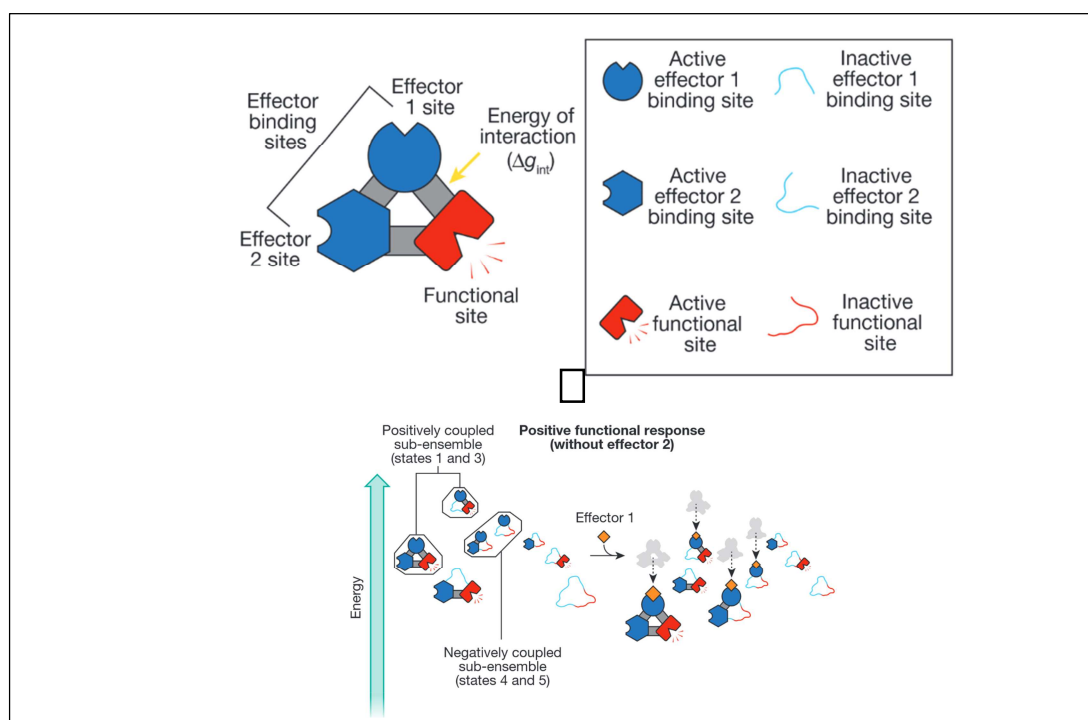 Effector
1 site
Effector
binding
sites
Energy of
interaction
(Δgint)
Effector
2 site
Functional
site
Active
effector 1
binding site
Inactive
effector 1
binding site
Active
effector 2
binding site
Inactive
effector 2
binding site
Active
functional
site
Inactive
functional
site
Positively coupled
sub-ensemble
(states 1 and 3)
Positive functional response
(without effector 2)
Effector 1
Energy
Negatively coupled
sub-ensemble
(states 4 and 5)